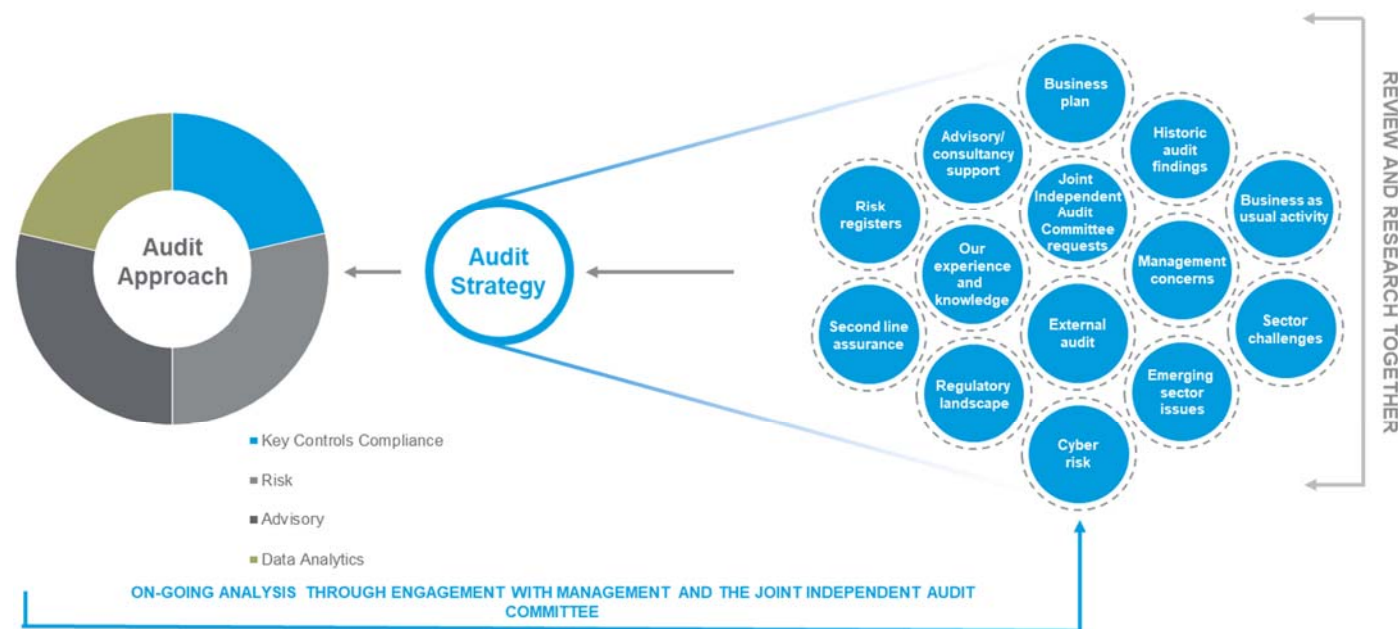 Audit
Approach
Key Controls Compliance
Risk
Advisory
Data Analytics
Audit
Strategy
Business
plan
Advisory/
consultancy
support
Historic
audit
findings
Risk
registers
Joint
Independent
Audit
Committee
requests
Business as
usual activity
Our
experience
and
knowledge
Management
concerns
Second line
assurance
External
audit
Sector
challenges
Regulatory
landscape
Emerging
sector
issues
Cyber
risk
REVIEW AND RESEARCH TOGETHER
ON-GOING ANALYSIS THROUGH ENGAGEMENT WITH MANAGEMENT AND THE JOINT INDEPENDENT AUDIT
COMMITTEE